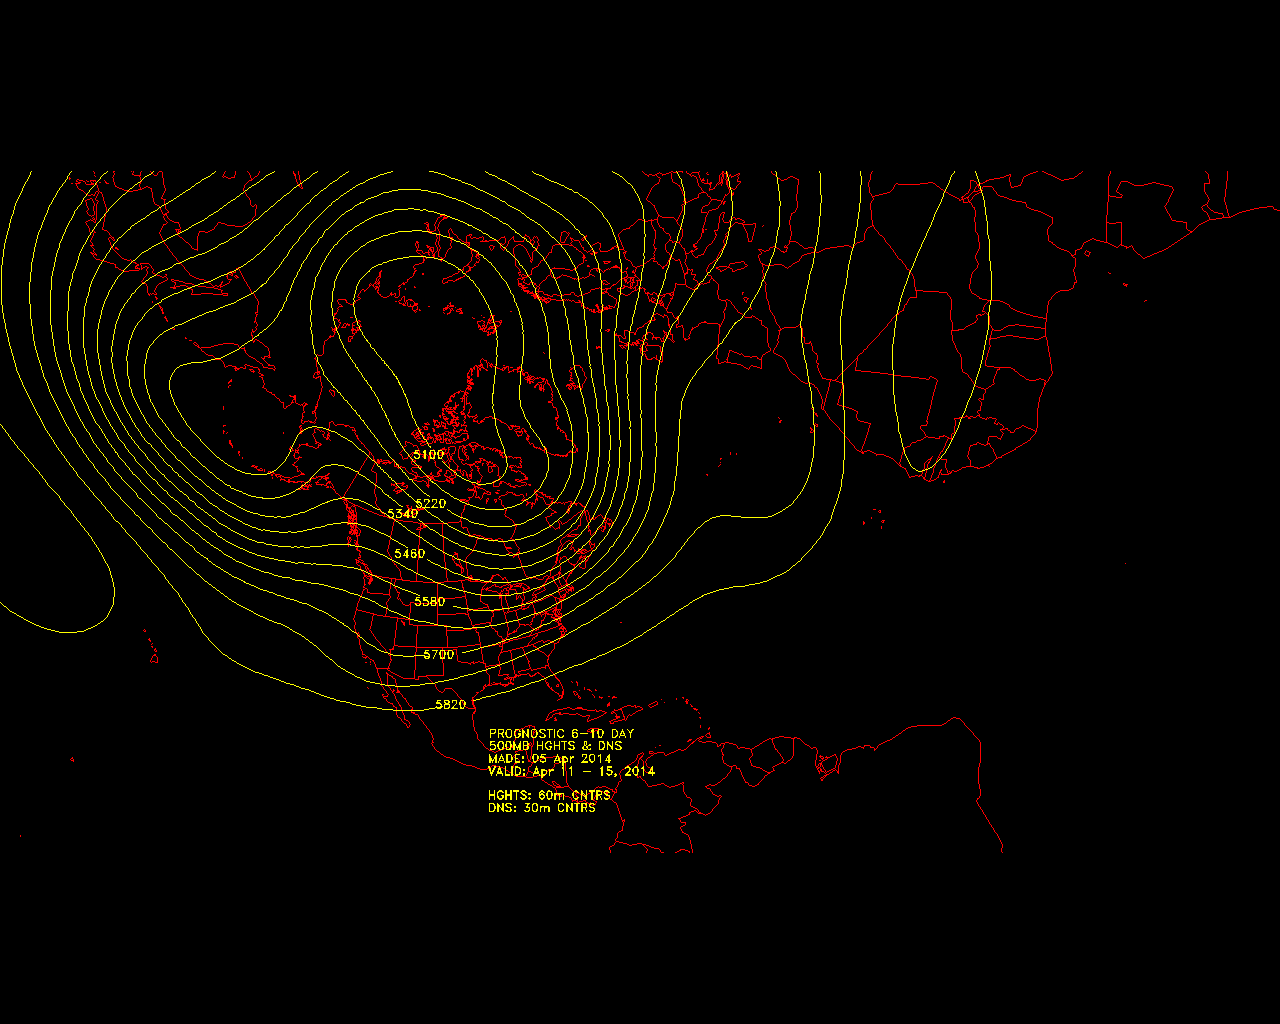 5100
5220
5340
5460
5580
5700
5820
PROGNOSTIC 6-10 DAY
500MB HGHTS & DNS
MADE: 05 Apr 2014
VALID: Apr 11 - 15, 2014
HGHTS: 60m CNTRS
DNS: 30m CNTRS